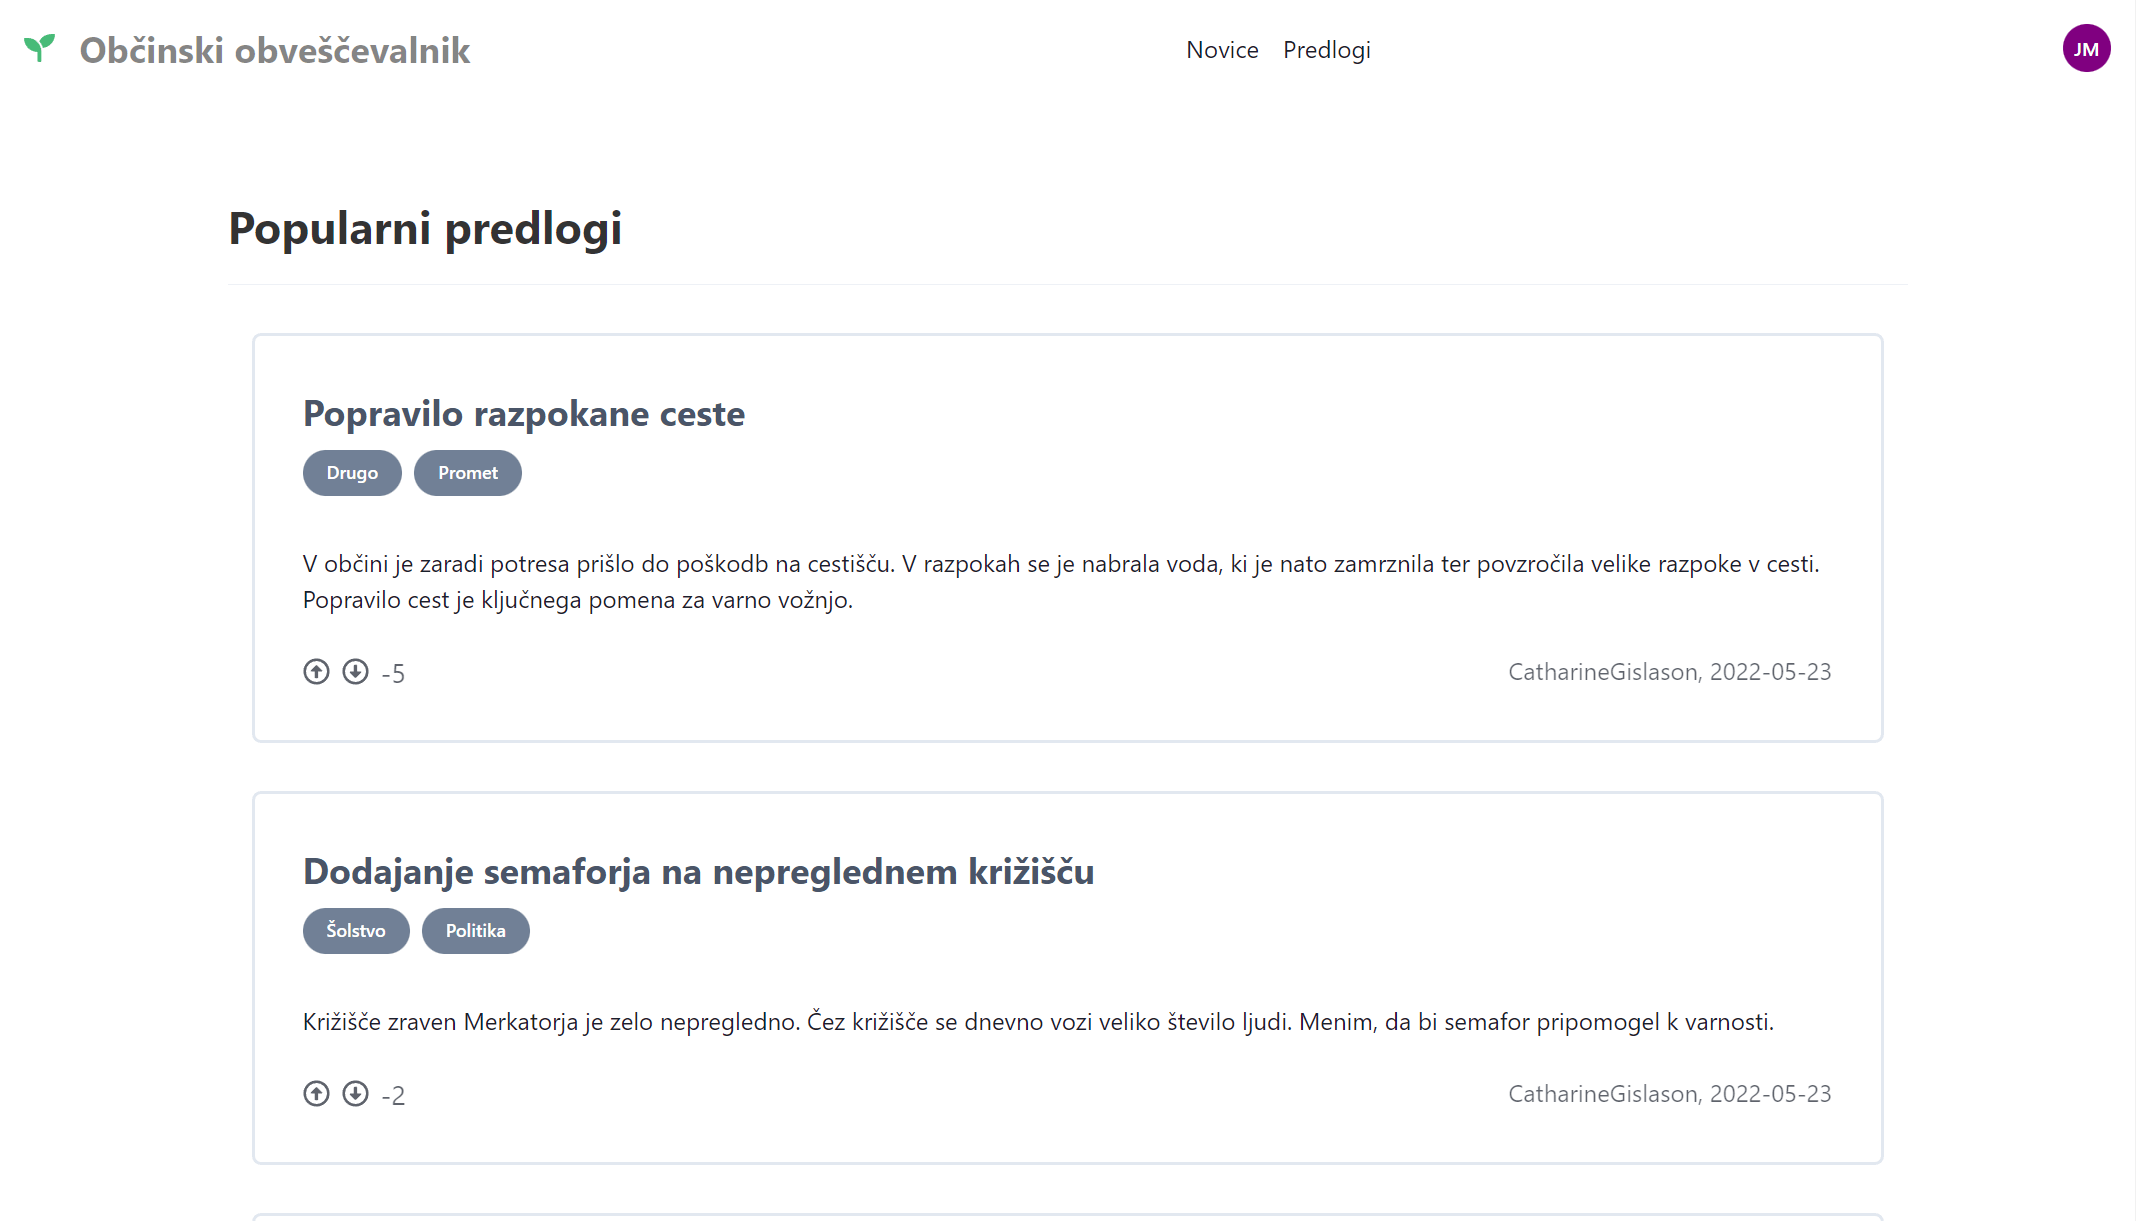 Občinski obveščevalnik
Novice Predlogi
JM
Popularni predlogi
Popravilo razpokane ceste
Drugo Promet
V občini je zaradi potresa prišlo do poškodb na cestišču. V razpokah se je nabrala voda, ki je nato zamrznila ter povzročila velike razpoke v cesti.
Popravilo cest je ključnega pomena za varno vožnjo.
-5
CatharineGislason, 2022-05-23
Dodajanje semaforja na nepreglednem križišču
Šolstvo Politika
Križišče zraven Merkatorja je zelo nepregledno. Čez križišče se dnevno vozi veliko število ljudi. Menim, da bi semafor pripomogel k varnosti.
-2
CatharineGislason, 2022-05-23